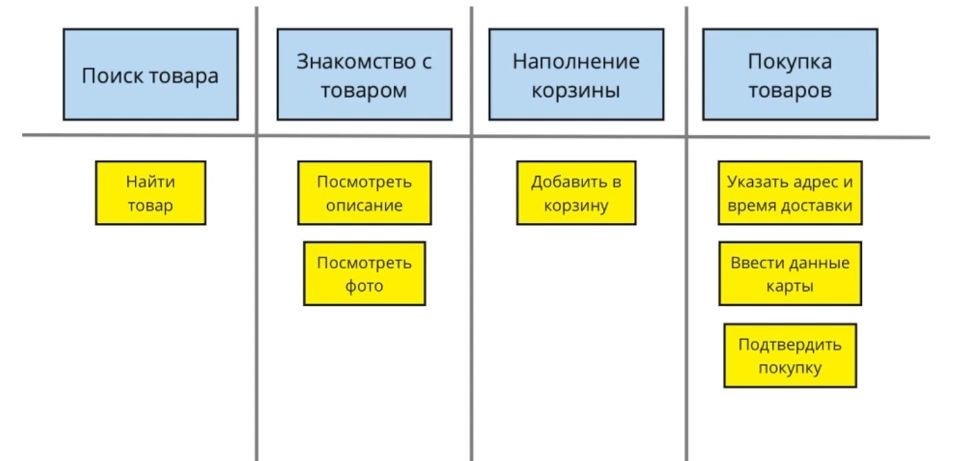 Поиск товара
Знакомство с
товаром
Наполнение
корзины
Покупка
товаров
Найти
товар
Посмотреть
описание
Добавить в
корзину
Указать адрес и
время доставки
Посмотреть
фото
Ввести данные
карты
Подтвердить
покупку